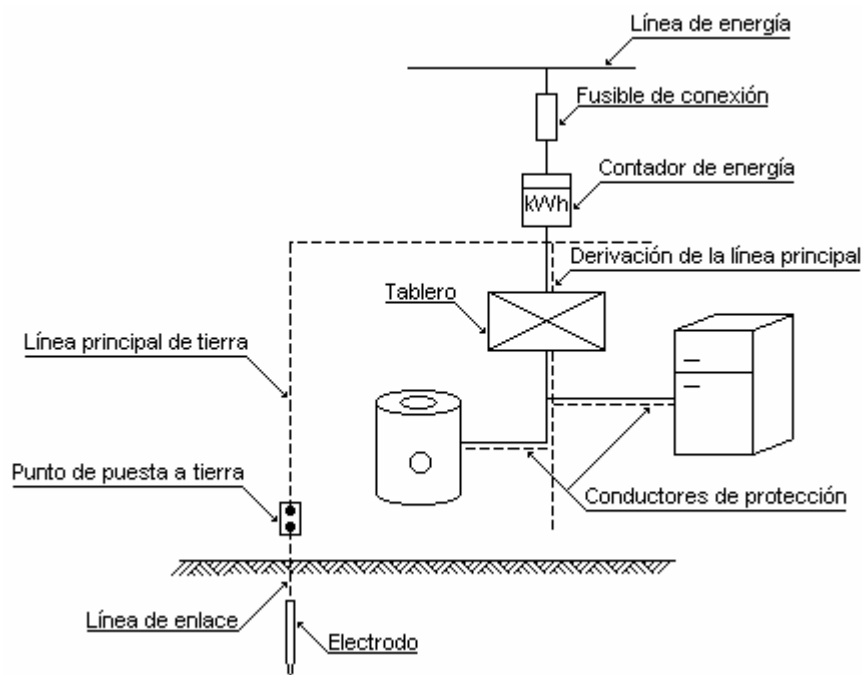 Línea de energía
Fusible de conexión
Contador de energía
kWh
Derivación de la línea principal
Tablero
Línea principal de tierra
Punto de puesta a tierra
Conductores de protección
Línea de enlace
Electrodo